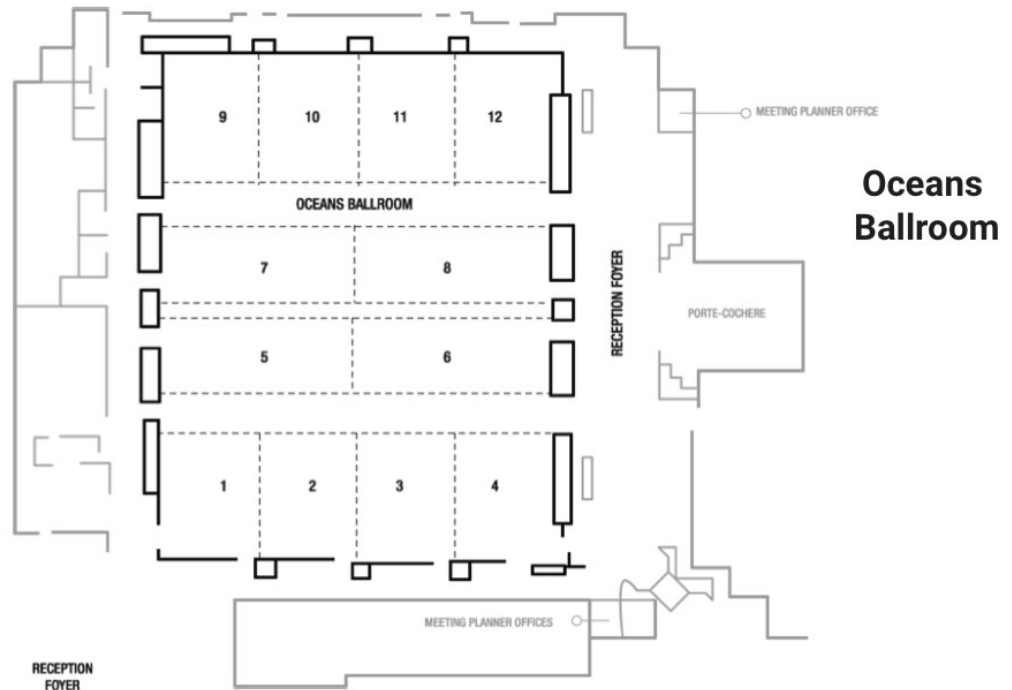 9 10 11 12
MEETING PLANNER OFFICE
Oceans
Ballroom
OCEANS BALLROOM
7 8
RECEPTION FOYER
PORTE-COCHERE
5 6
1 2 3 4
MEETING PLANNER OFFICES
RECEPTION
FOYER